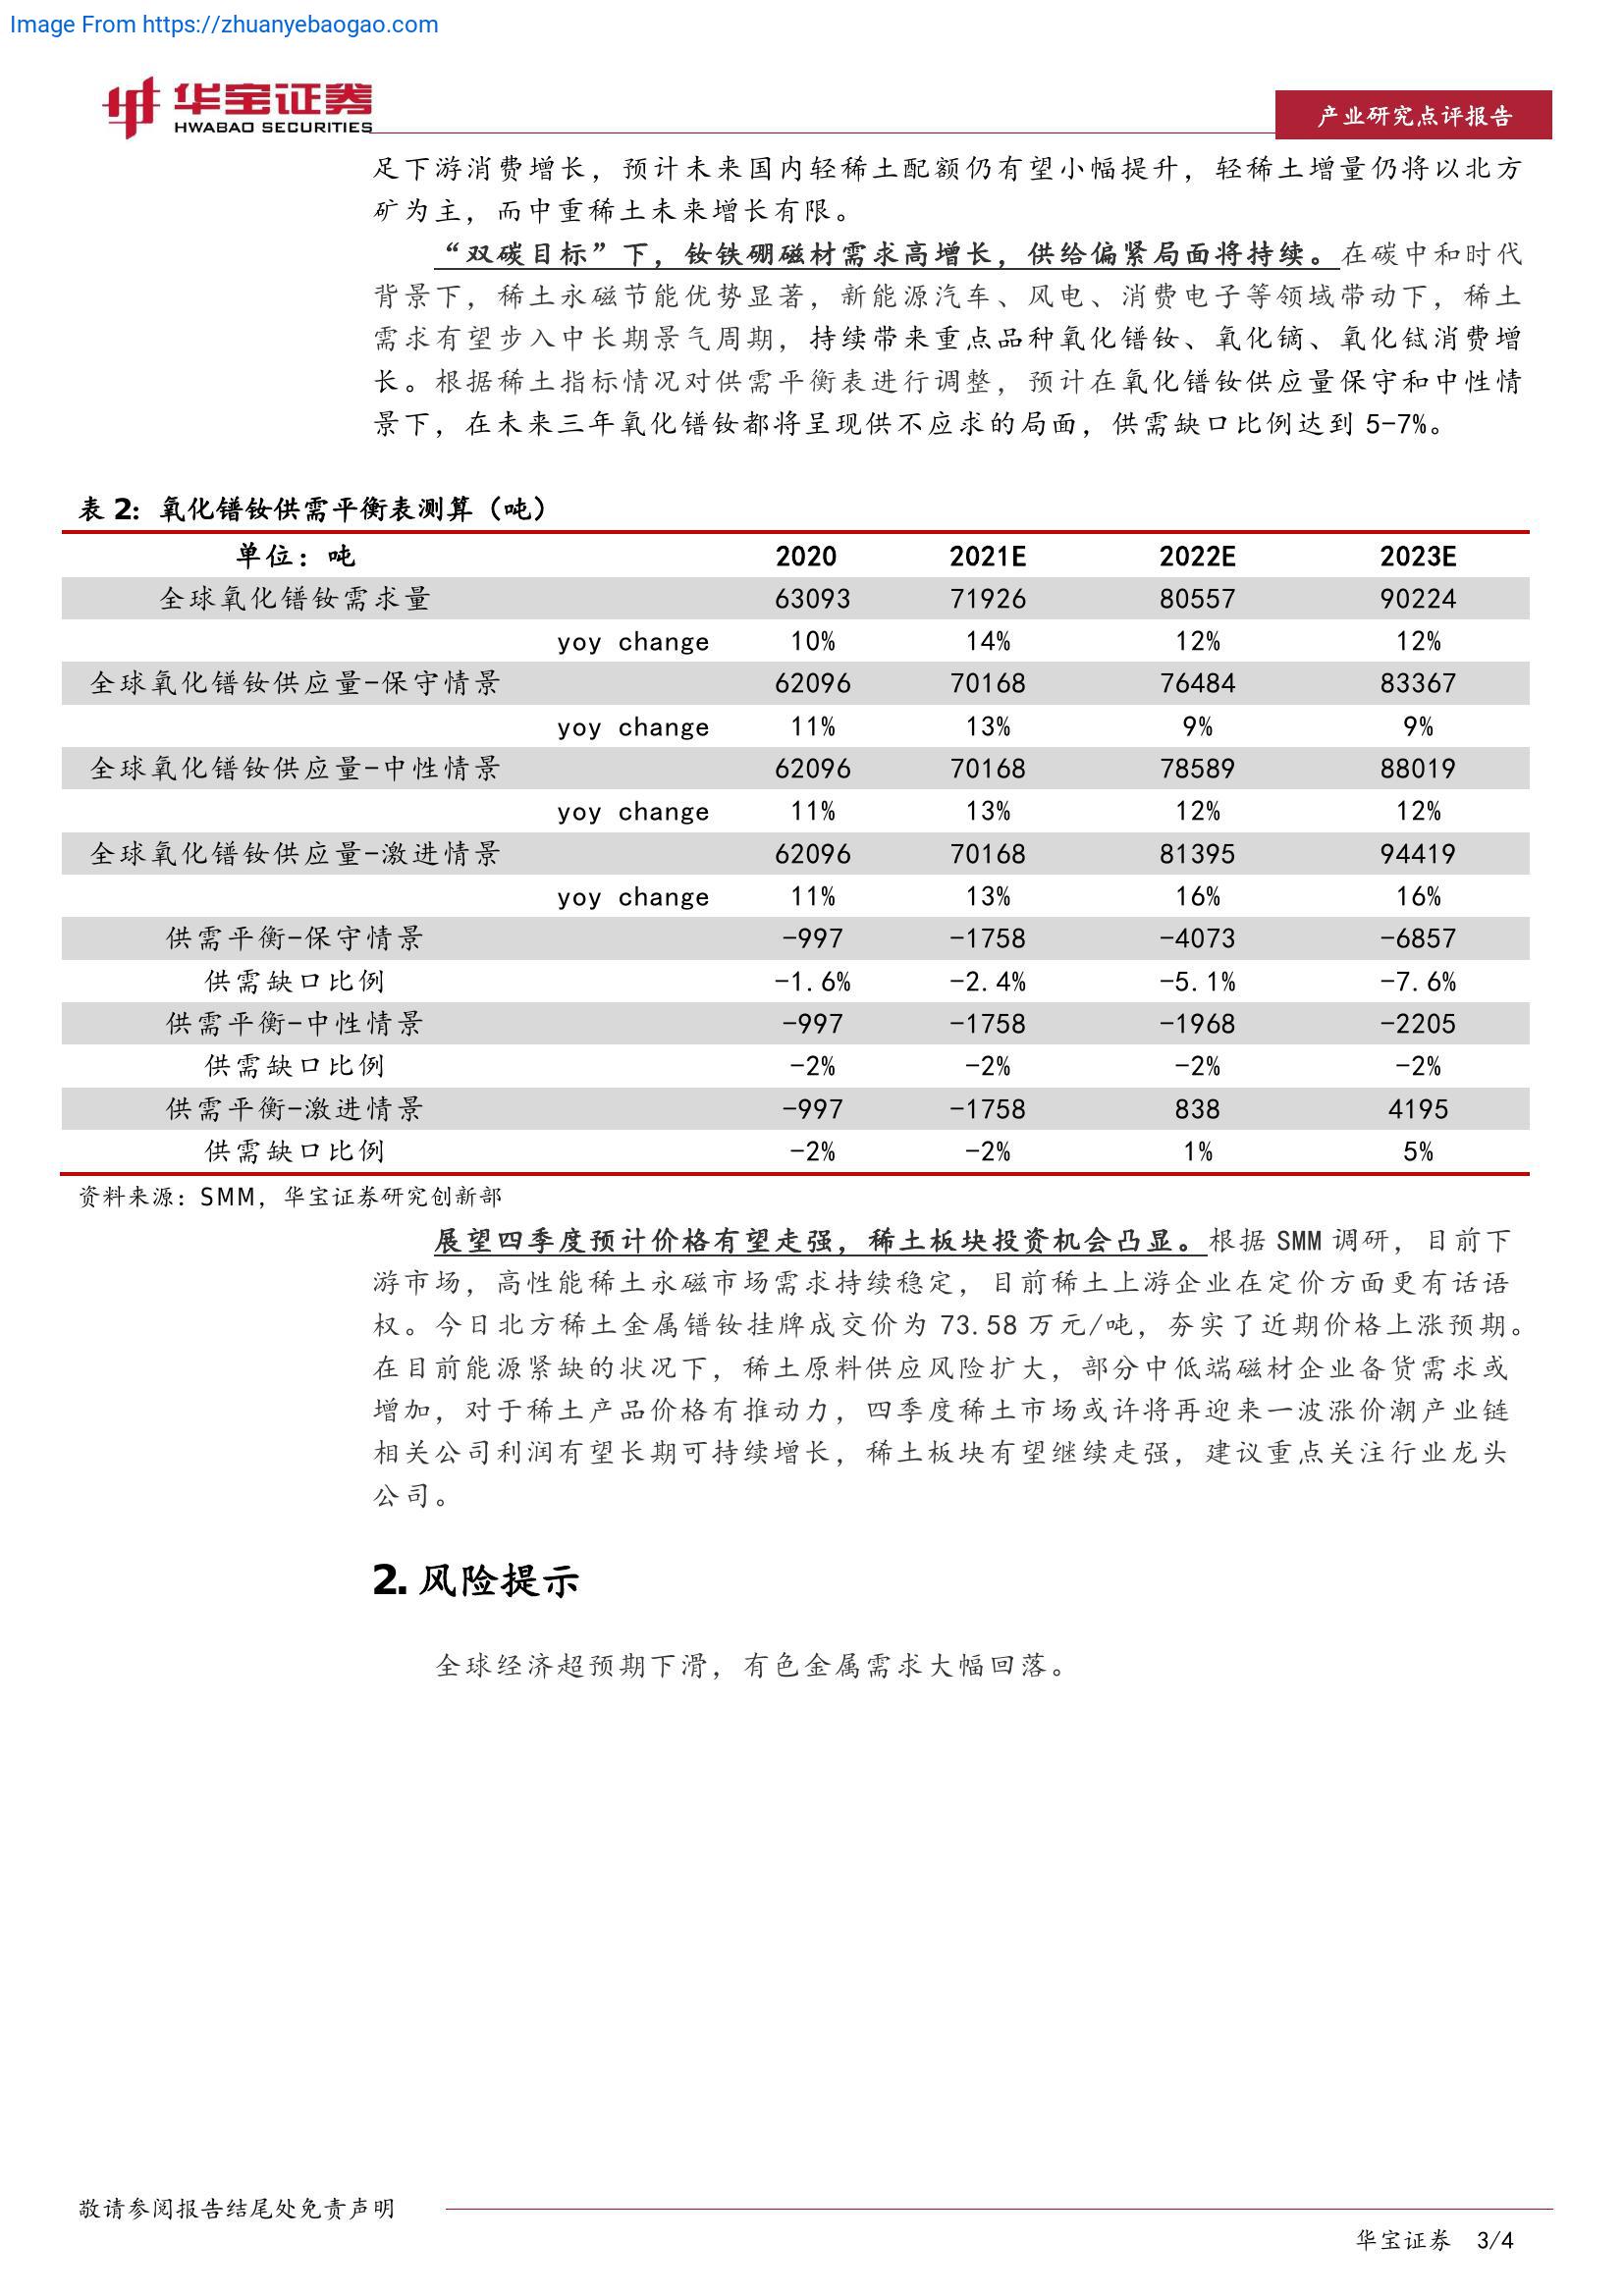 Image From https://zhuanyebaogao.com
华宝证券
HWABAO SECURITIES
产业研究点评报告
足下游消费增长，预计未来国内轻稀土配额仍有望小幅提升，轻稀土增量仍将以北方
矿为主，而中重稀土未来增长有限。
“双碳目标”下，钕铁硼磁材需求高增长，供给偏紧局面将持续。在碳中和时代
背景下，稀土永磁节能优势显著，新能源汽车、风电、消费电子等领域带动下，稀土
需求有望步入中长期景气周期，持续带来重点品种氧化镨钕、氧化镝、氧化铽消费增
长。根据稀土指标情况对供需平衡表进行调整，预计在氧化镨钕供应量保守和中性情
景下，在未来三年氧化镨钕都将呈现供不应求的局面，供需缺口比例达到 5-7%。
表 2：氧化镨钕供需平衡表测算（吨）
单位：吨 2020 2021E 2022E 2023E
全球氧化镨钕需求量 63093 71926 80557 90224
yoy change 10% 14% 12% 12%
全球氧化镨钕供应量-保守情景 62096 70168 76484 83367
yoy change 11% 13% 9% 9%
全球氧化镨钕供应量-中性情景 62096 70168 78589 88019
yoy change 11% 13% 12% 12%
全球氧化镨钕供应量-激进情景 62096 70168 81395 94419
yoy change 11% 13% 16% 16%
供需平衡-保守情景 -997 -1758 -4073 -6857
供需缺口比例 -1.6% -2.4% -5.1% -7.6%
供需平衡-中性情景 -997 -1758 -1968 -2205
供需缺口比例 -2% -2% -2% -2%
供需平衡-激进情景 -997 -1758 838 4195
供需缺口比例 -2% -2% 1% 5%
资料来源：SMM，华宝证券研究创新部
展望四季度预计价格有望走强，稀土板块投资机会凸显。根据 SMM 调研，目前下
游市场，高性能稀土永磁市场需求持续稳定，目前稀土上游企业在定价方面更有话语
权。今日北方稀土金属镨钕挂牌成交价为 73.58 万元/吨，夯实了近期价格上涨预期。
在目前能源紧缺的状况下，稀土原料供应风险扩大，部分中低端磁材企业备货需求或
增加，对于稀土产品价格有推动力，四季度稀土市场或许将再迎来一波涨价潮产业链
相关公司利润有望长期可持续增长，稀土板块有望继续走强，建议重点关注行业龙头
公司。
2. 风险提示
全球经济超预期下滑，有色金属需求大幅回落。
敬请参阅报告结尾处免责声明
华宝证券 3/4